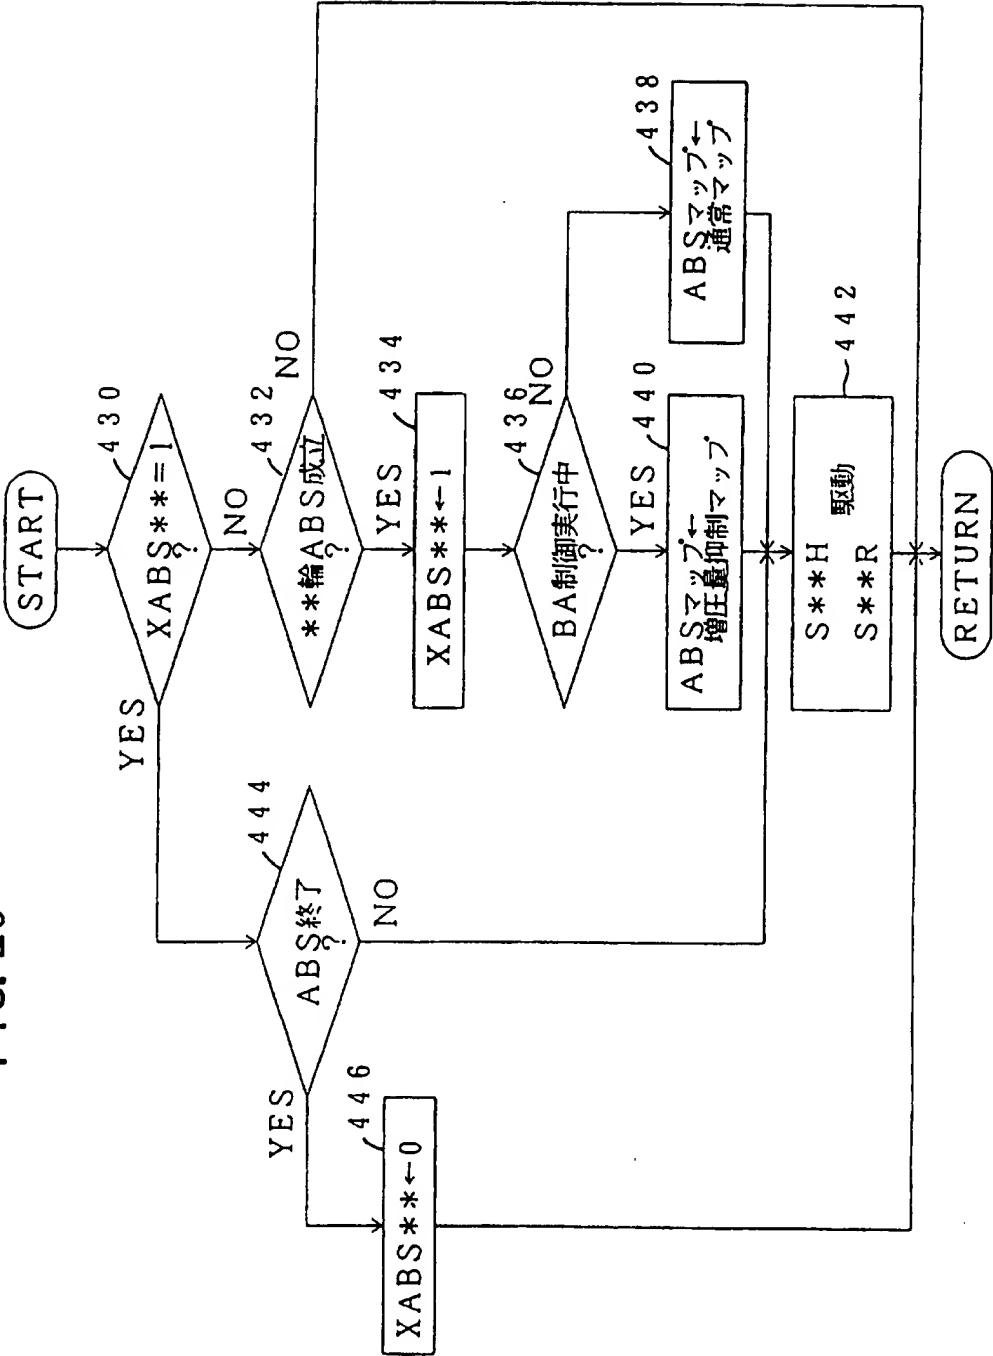 START
430
XABS**=1
?
YES
NO
432
**輪ABS成立
?
NO
YES
434
XABS**←1
436
BA制御実行中
?
NO
YES
438
ABSマップ←
通常マップ
440
ABSマップ←
増圧量抑制マップ
442
S**H
駆動
S**R
444
ABS終了
?
NO
YES
446
XABS**←0
RETURN